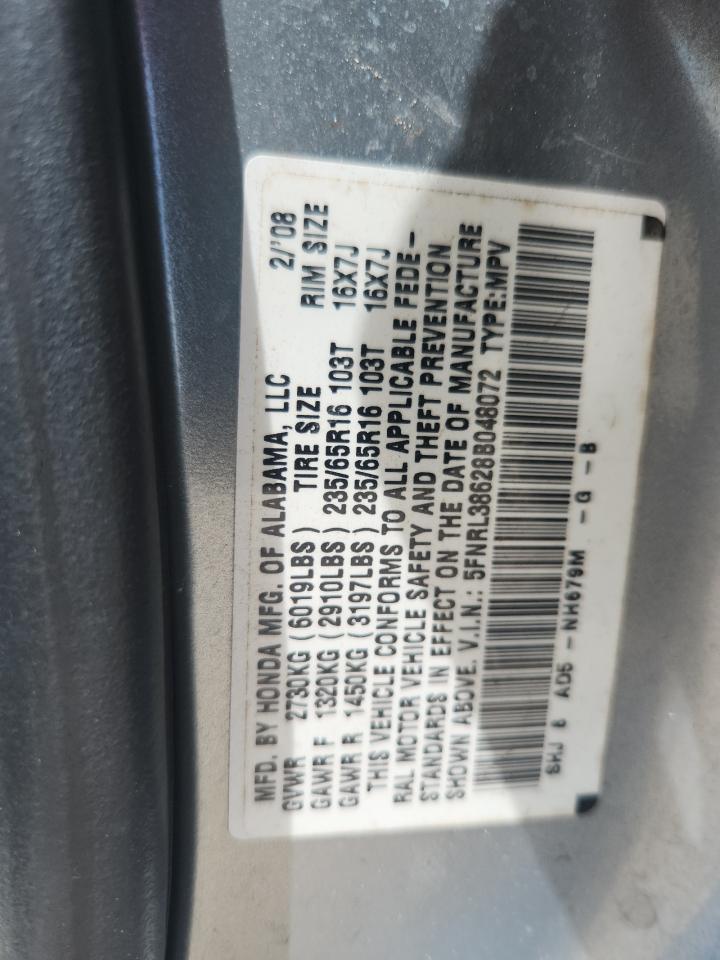 MFD. BY HONDA MFG. OF ALABAMA, LLC 2/'08
GVWR 2730KG (6019LBS) TIRE SIZE RIM SIZE
GAWR F 1320KG (2910LBS) 235/65R16 103T 16X7J
GAWR R 1450KG (3197LBS) 235/65R16 103T 16X7J
THIS VEHICLE CONFORMS TO ALL APPLICABLE FEDE-
RAL MOTOR VEHICLE SAFETY AND THEFT PREVENTION
STANDARDS IN EFFECT ON THE DATE OF MANUFACTURE
SHOWN ABOVE. V.I.N.: 5FNRL38628B048072 TYPE:MPV
SHJ 6 AD5 - NH679M - G - B